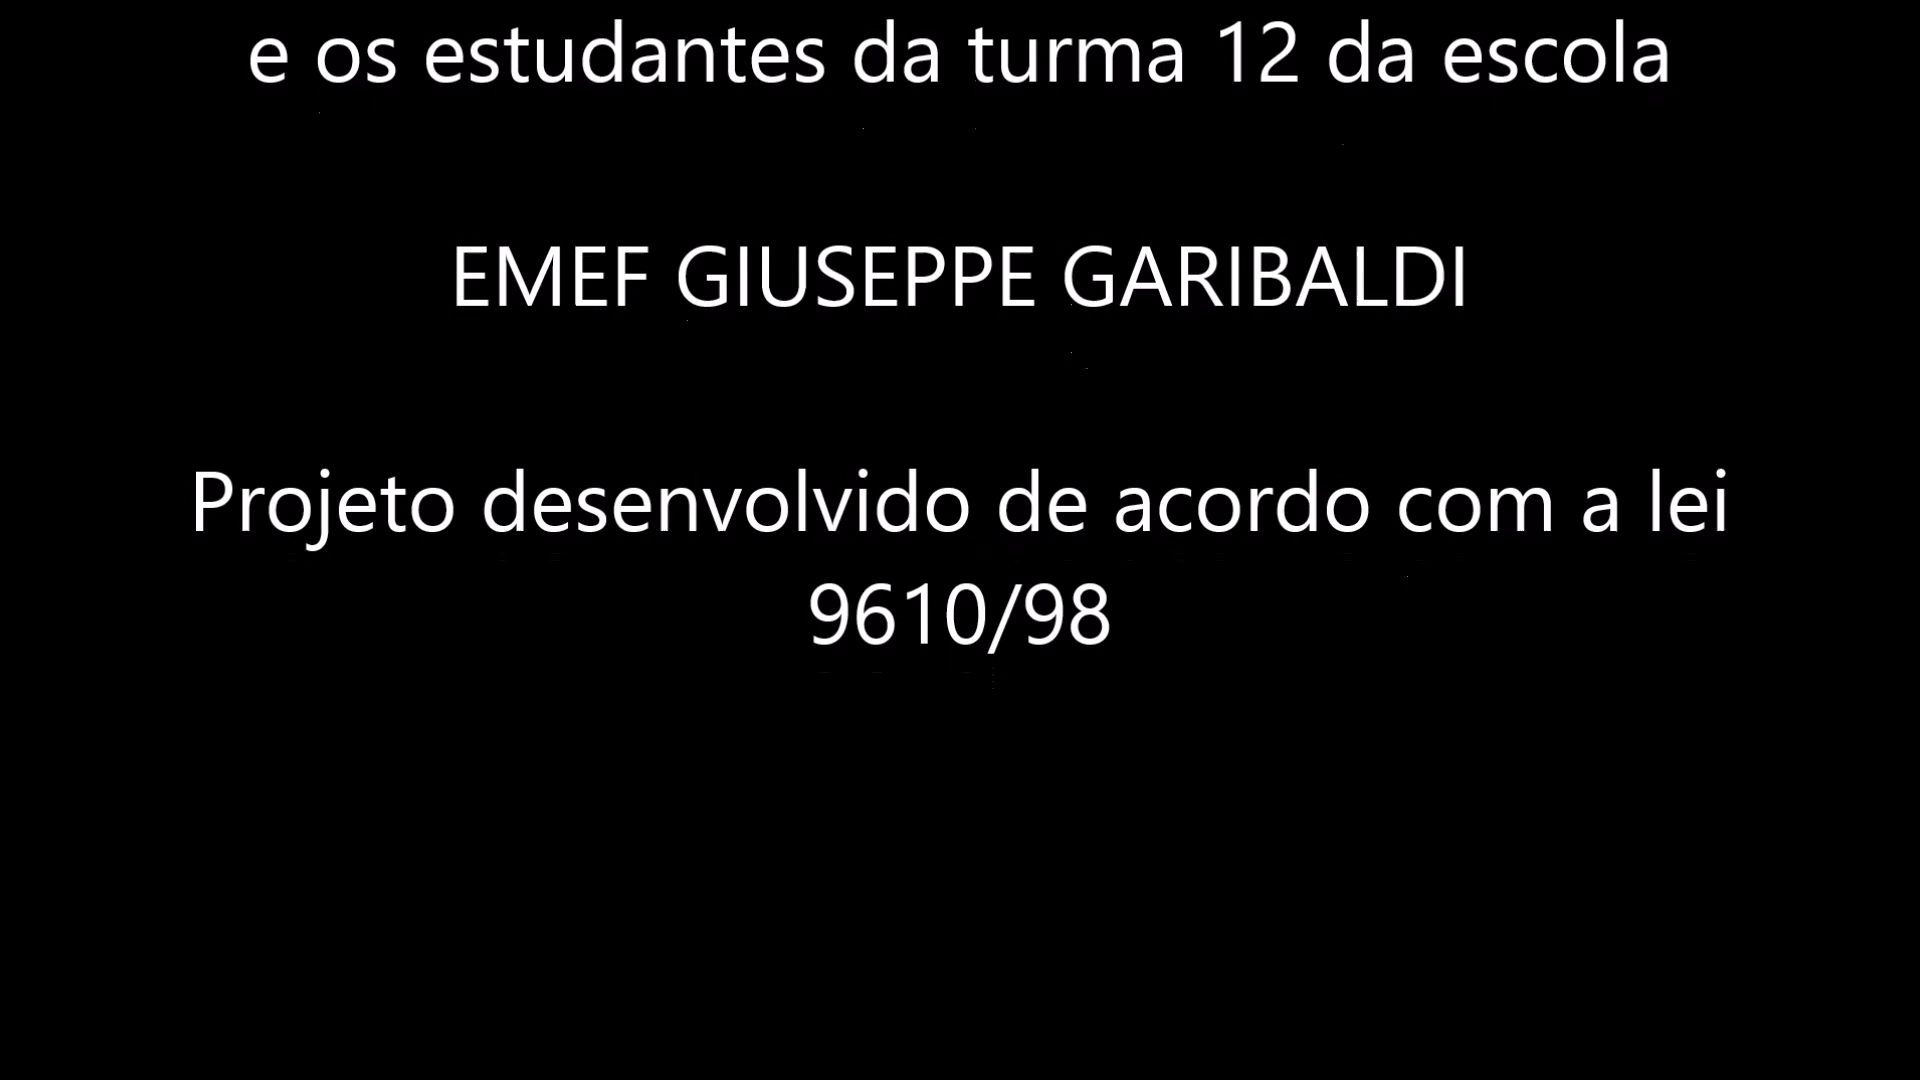 e os estudantes da turma 12 da escola
EMEF GIUSEPPE GARIBALDI
Projeto desenvolvido de acordo com a lei
9610/98